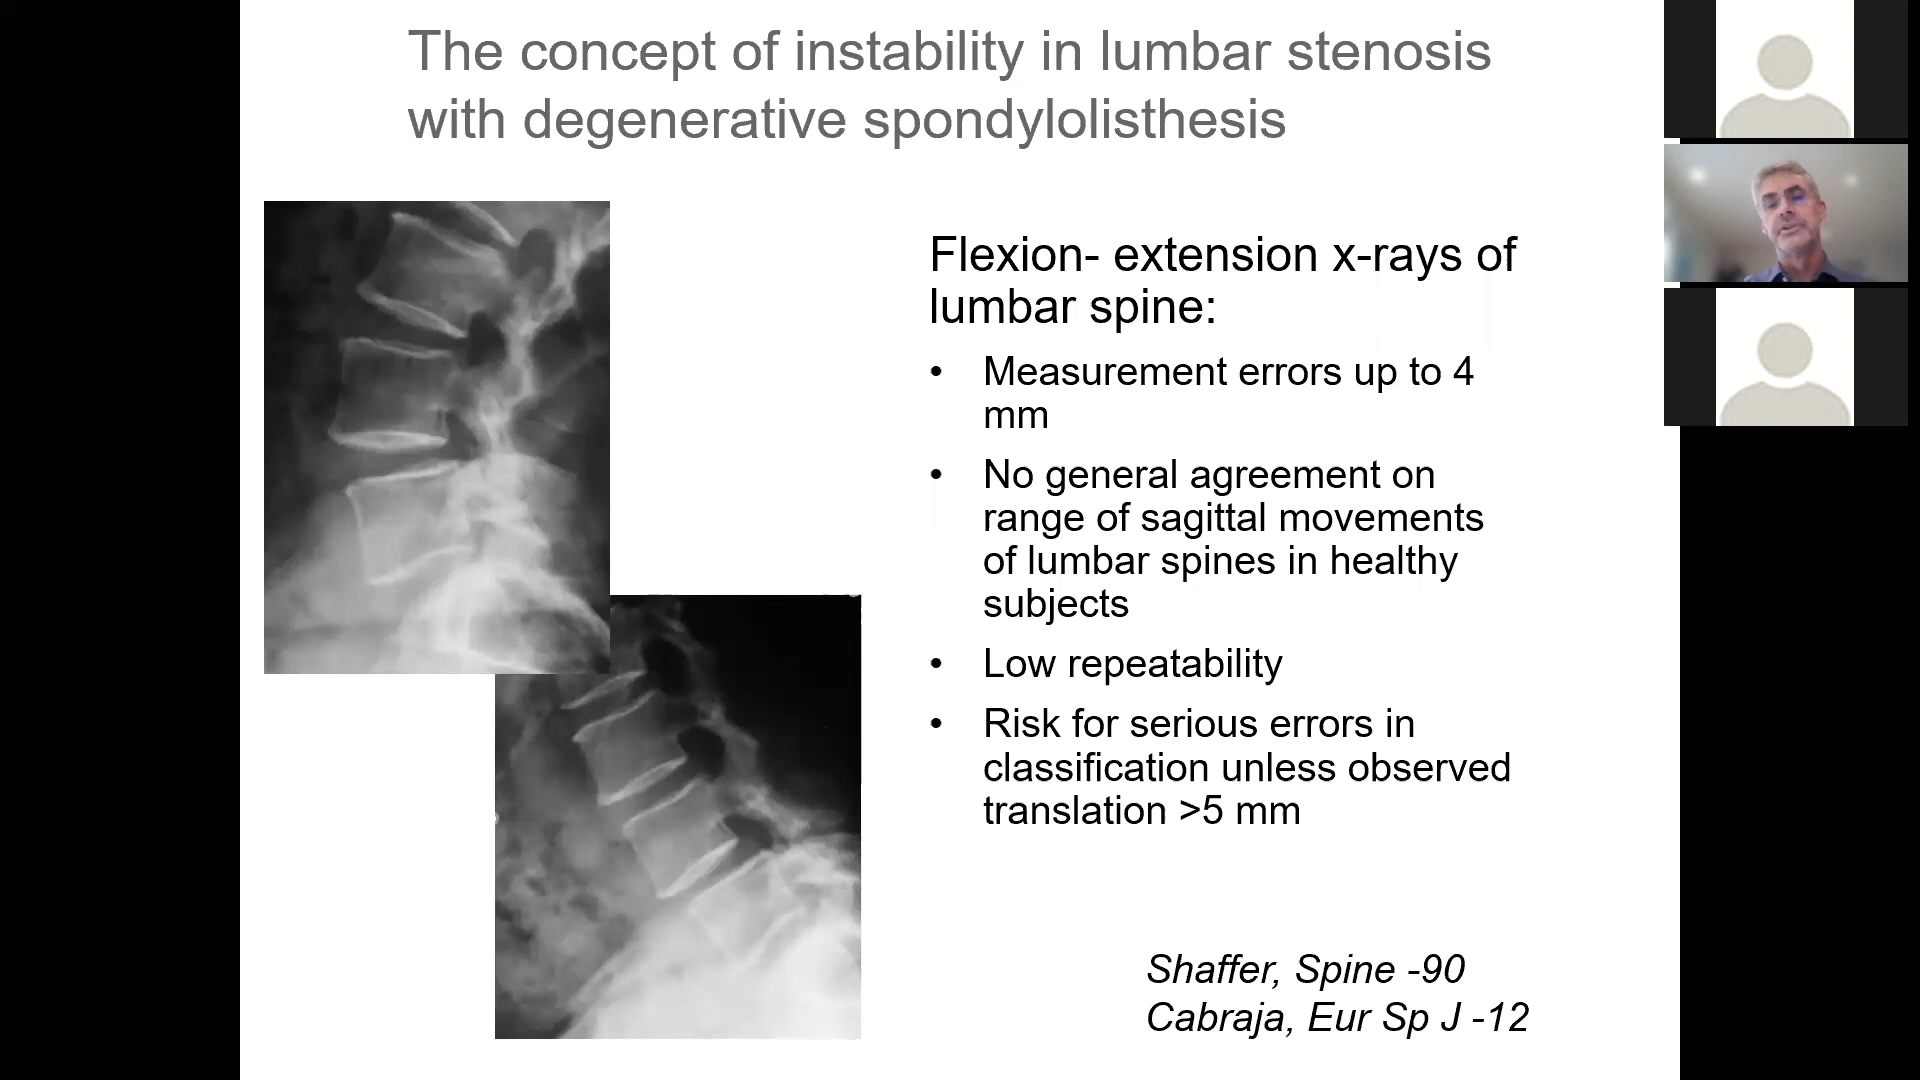 The concept of instability in lumbar stenosis
with degenerative spondylolisthesis
Flexion- extension x-rays of
lumbar spine:
• Measurement errors up to 4
mm
• No general agreement on
range of sagittal movements
of lumbar spines in healthy
subjects
• Low repeatability
• Risk for serious errors in
classification unless observed
translation >5 mm
Shaffer, Spine -90
Cabraja, Eur Sp J -12